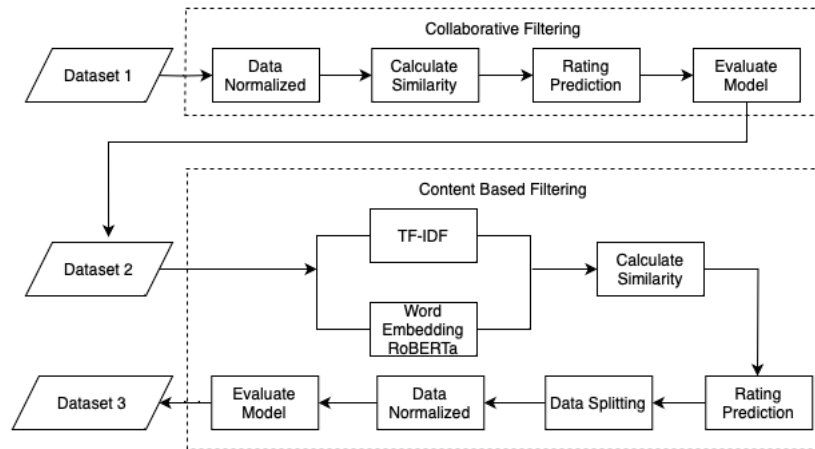 Collaborative Filtering
Dataset 1
Data
Normalized
Calculate
Similarity
Rating
Prediction
Evaluate
Model
Content Based Filtering
Dataset 2
TF-IDF
Word
Embedding
RoBERTa
Calculate
Similarity
Rating
Prediction
Data Splitting
Data
Normalized
Evaluate
Model
Dataset 3